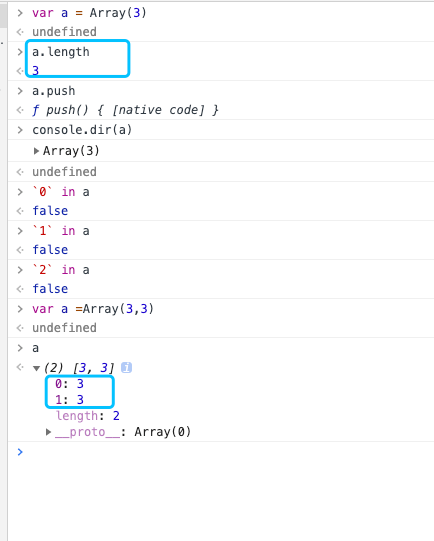 > var a = Array(3)
undefined
> a.length
3
> a.push
ƒ push() { [native code] }
> console.dir(a)
▶Array(3)
undefined
> `0` in a
false
> `1` in a
false
> `2` in a
false
> var a =Array(3,3)
undefined
> a
▼(2) [3, 3] i
0: 3
1: 3
length: 2
▶__proto__: Array(0)
>